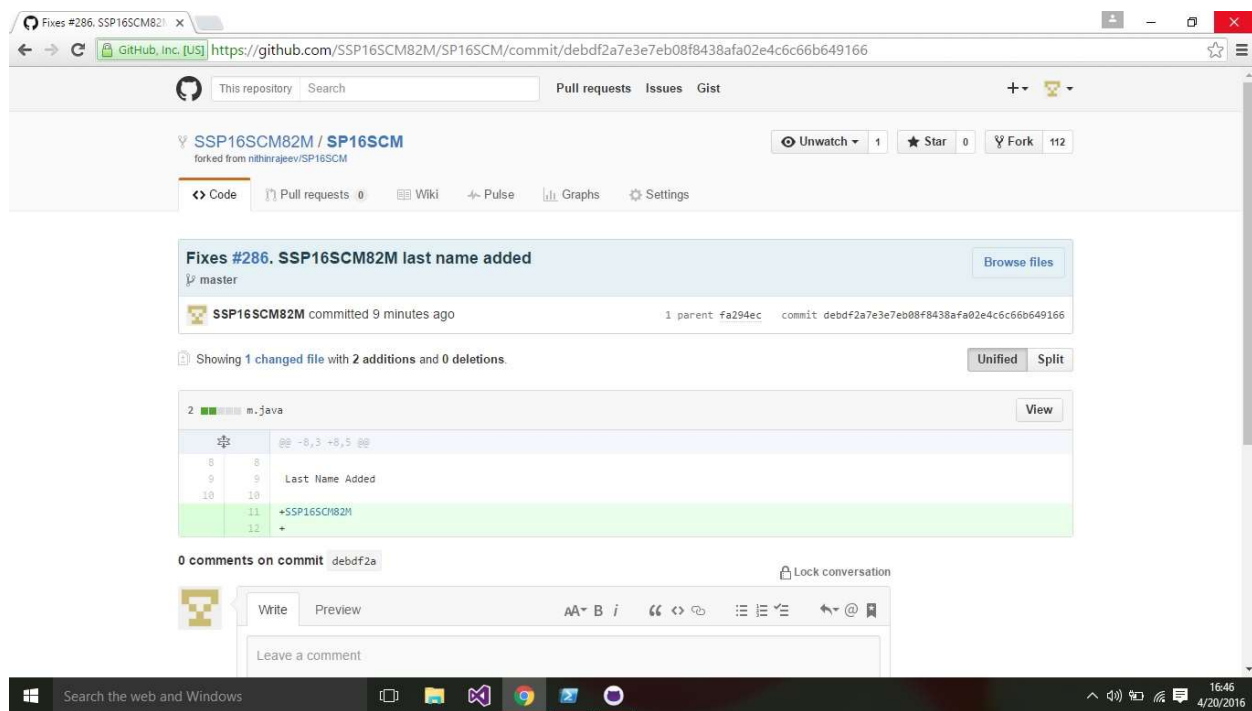 Fixes #286. SSP16SCM82
GitHub, Inc. [US] https://github.com/SSP16SCM82M/SP16SCM/commit/debdf2a7e3e7eb08f8438afa02e4c6c66b649166
This repository Search Pull requests Issues Gist
SSP16SCM82M / SP16SCM
Unwatch 1 Star 0 Fork 112
forked from nithinrajeev/SP16SCM
Code Pull requests 0 Wiki Pulse Graphs Settings
Fixes #286. SSP16SCM82M last name added
Browse files
master
SSP16SCM82M committed 9 minutes ago 1 parent fa294ec commit debdf2a7e3e7eb08f8438afa02e4c6c66b649166
Showing 1 changed file with 2 additions and 0 deletions.
Unified Split
2 m.java View
@@ -8,3 +8,5 @@
8 8
9 9 Last Name Added
10 10
11 +SSP16SCM82M
12 +
0 comments on commit debdf2a
Lock conversation
Write Preview AA B i
Leave a comment
Search the web and Windows
16:46
4/20/2016